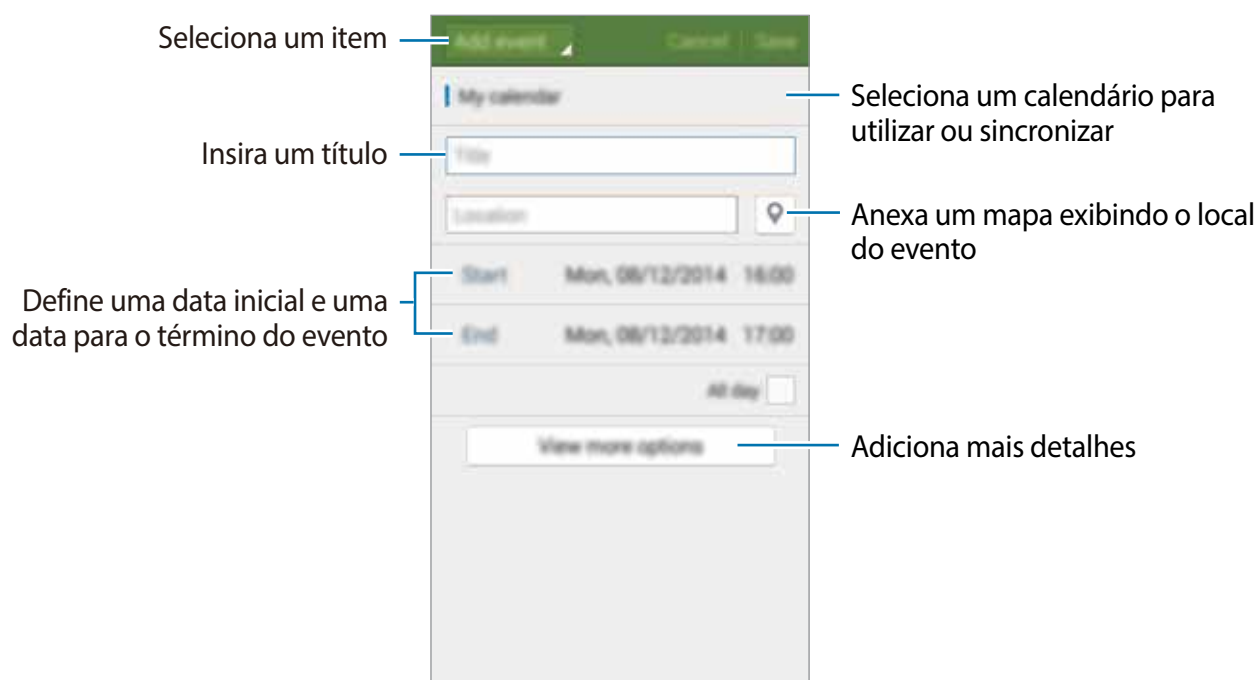 Seleciona um item
Add event
Cancel
Save
My calendar
Seleciona um calendário para
utilizar ou sincronizar
Insira um título
Title
Location
Anexa um mapa exibindo o local
do evento
Start Mon, 08/12/2014 16:00
Define uma data inicial e uma
data para o término do evento
End Mon, 08/12/2014 17:00
All day
View more options
Adiciona mais detalhes